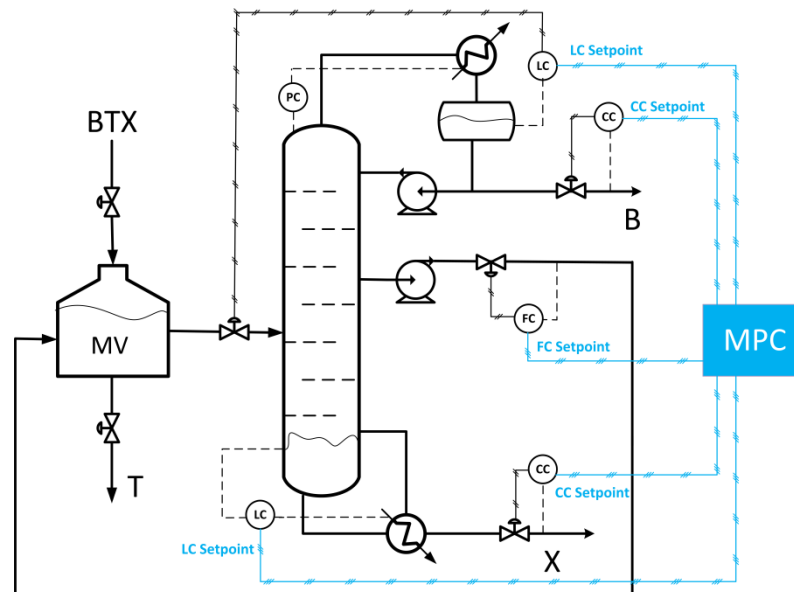 LC
LC Setpoint
PC
CC Setpoint
CC
BTX
B
MV
FC
FC Setpoint
MPC
CC
CC Setpoint
T
LC
LC Setpoint
X